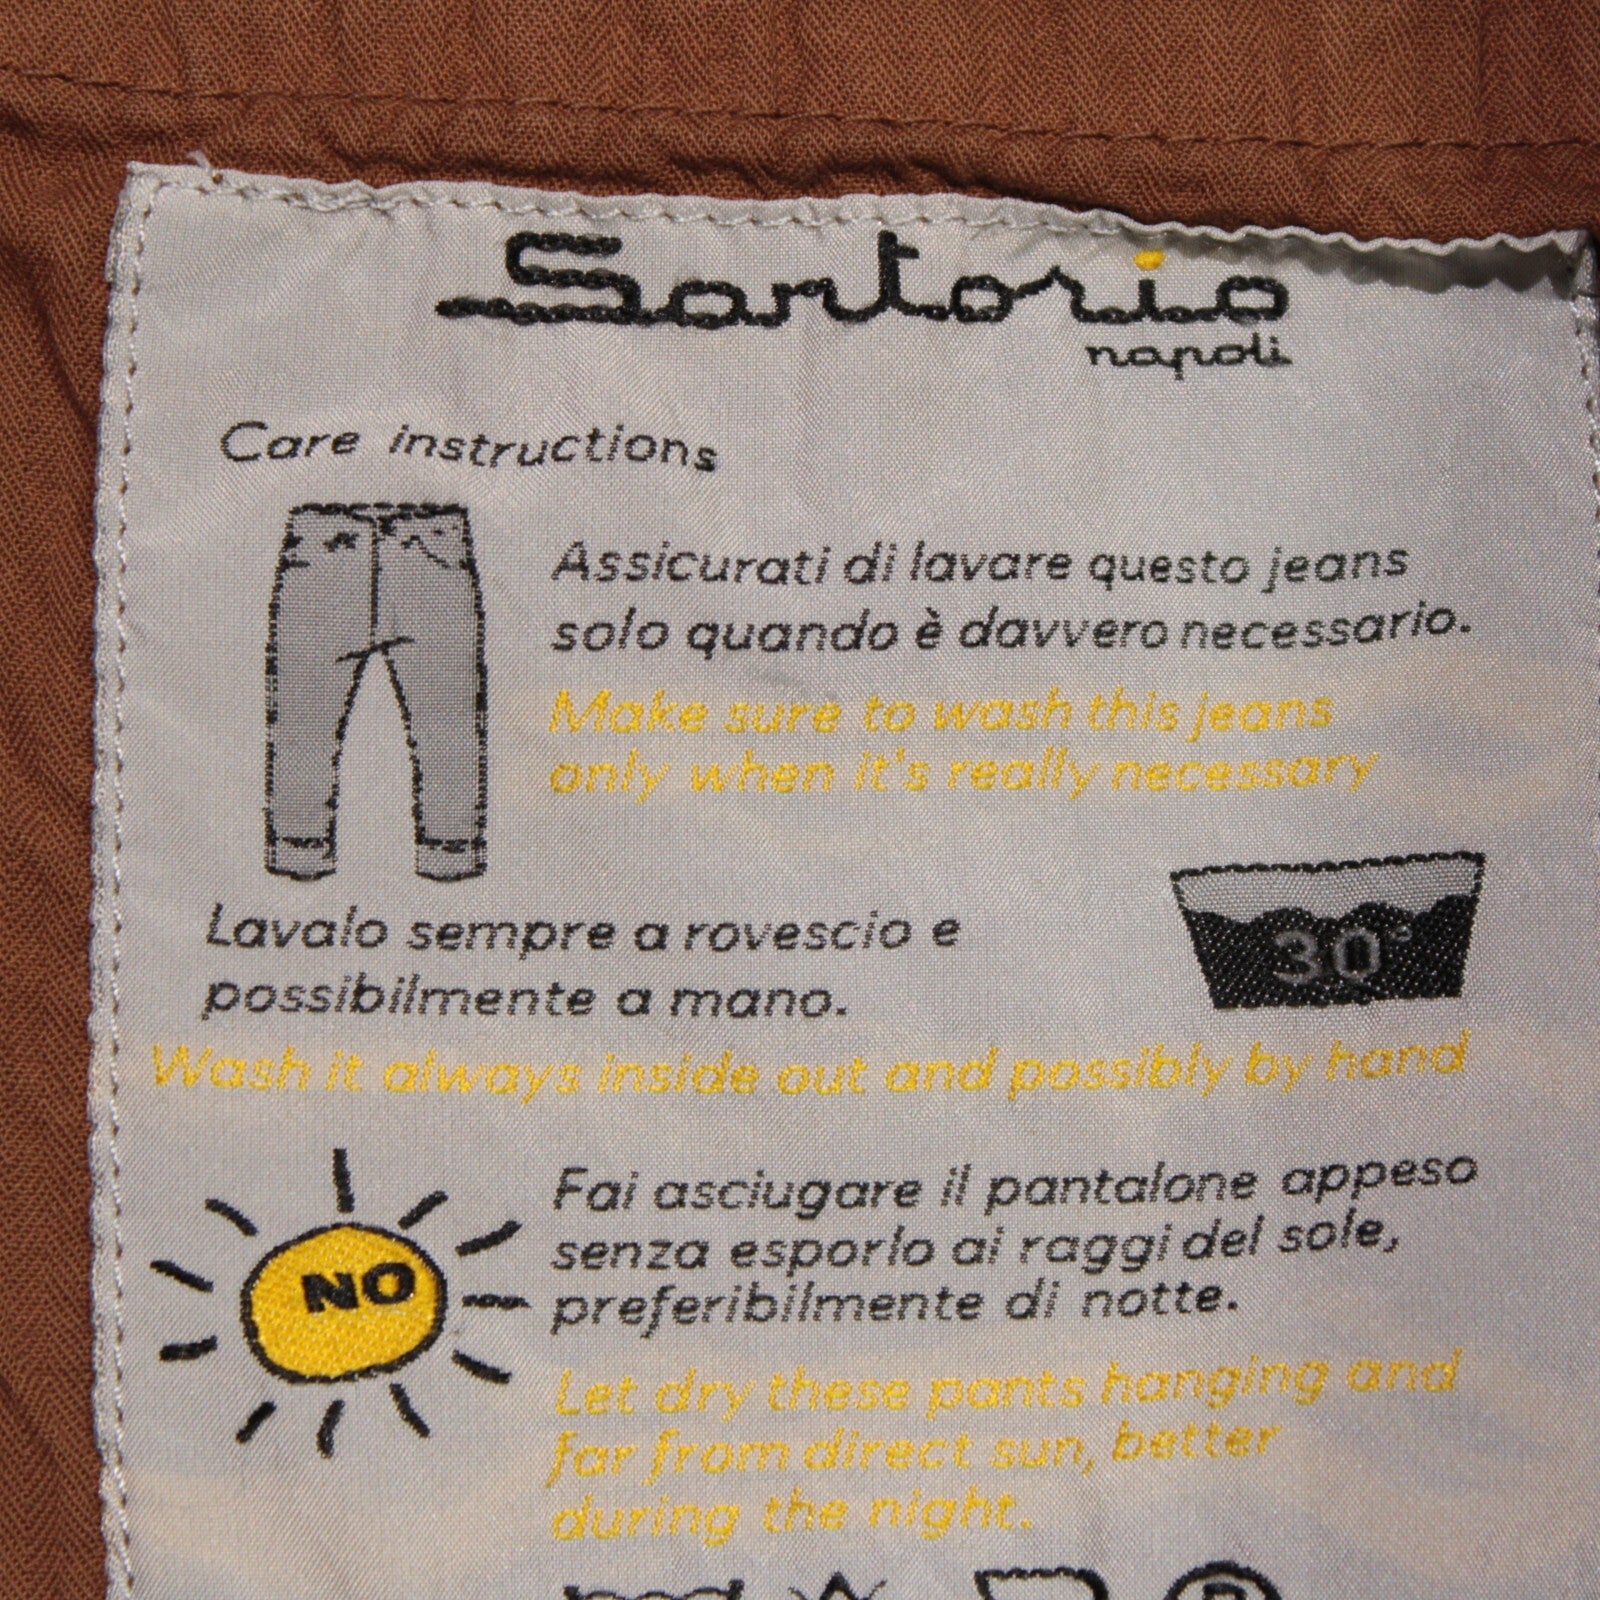 Sartorio
napoli
Care instructions
Assicurati di lavare questo jeans
solo quando è davvero necessario.
Make sure to wash this jeans
only when it's really necessary
30°
Lavalo sempre a rovescio e
possibilmente a mano.
Wash it always inside out and possibly by hand
NO
Fai asciugare il pantalone appeso
senza esporlo ai raggi del sole,
preferibilmente di notte.
Let dry these pants hanging and
far from direct sun, better
during the night.